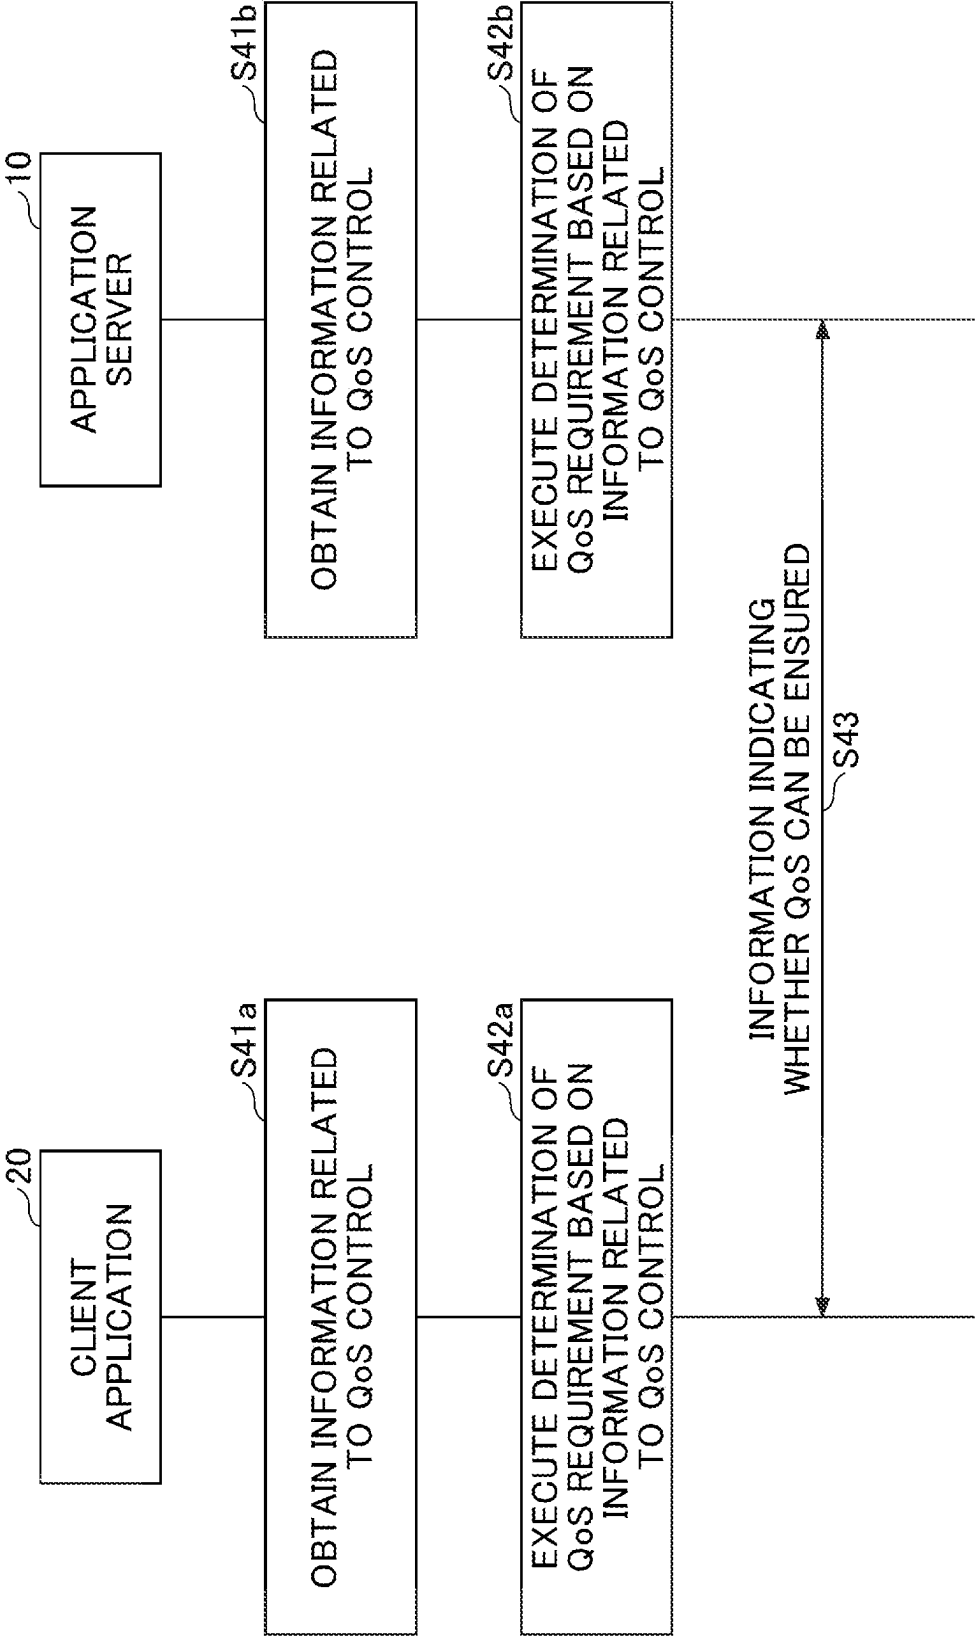 20
CLIENT
APPLICATION
10
APPLICATION
SERVER
S41a
OBTAIN INFORMATION RELATED
TO QoS CONTROL
S41b
OBTAIN INFORMATION RELATED
TO QoS CONTROL
S42a
EXECUTE DETERMINATION OF
QoS REQUIREMENT BASED ON
INFORMATION RELATED
TO QoS CONTROL
S42b
EXECUTE DETERMINATION OF
QoS REQUIREMENT BASED ON
INFORMATION RELATED
TO QoS CONTROL
INFORMATION INDICATING
WHETHER QoS CAN BE ENSURED
S43